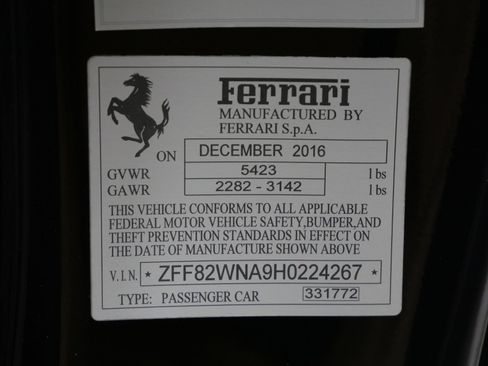 Ferrari
MANUFACTURED BY
FERRARI S.p.A.
ON DECEMBER 2016
GVWR 5423 lbs
GAWR 2282 - 3142 lbs
THIS VEHICLE CONFORMS TO ALL APPLICABLE
FEDERAL MOTOR VEHICLE SAFETY,BUMPER,AND
THEFT PREVENTION STANDARDS IN EFFECT ON
THE DATE OF MANUFACTURE SHOWN ABOVE
V.I.N. * ZFF82WNA9H0224267 *
TYPE: PASSENGER CAR 331772